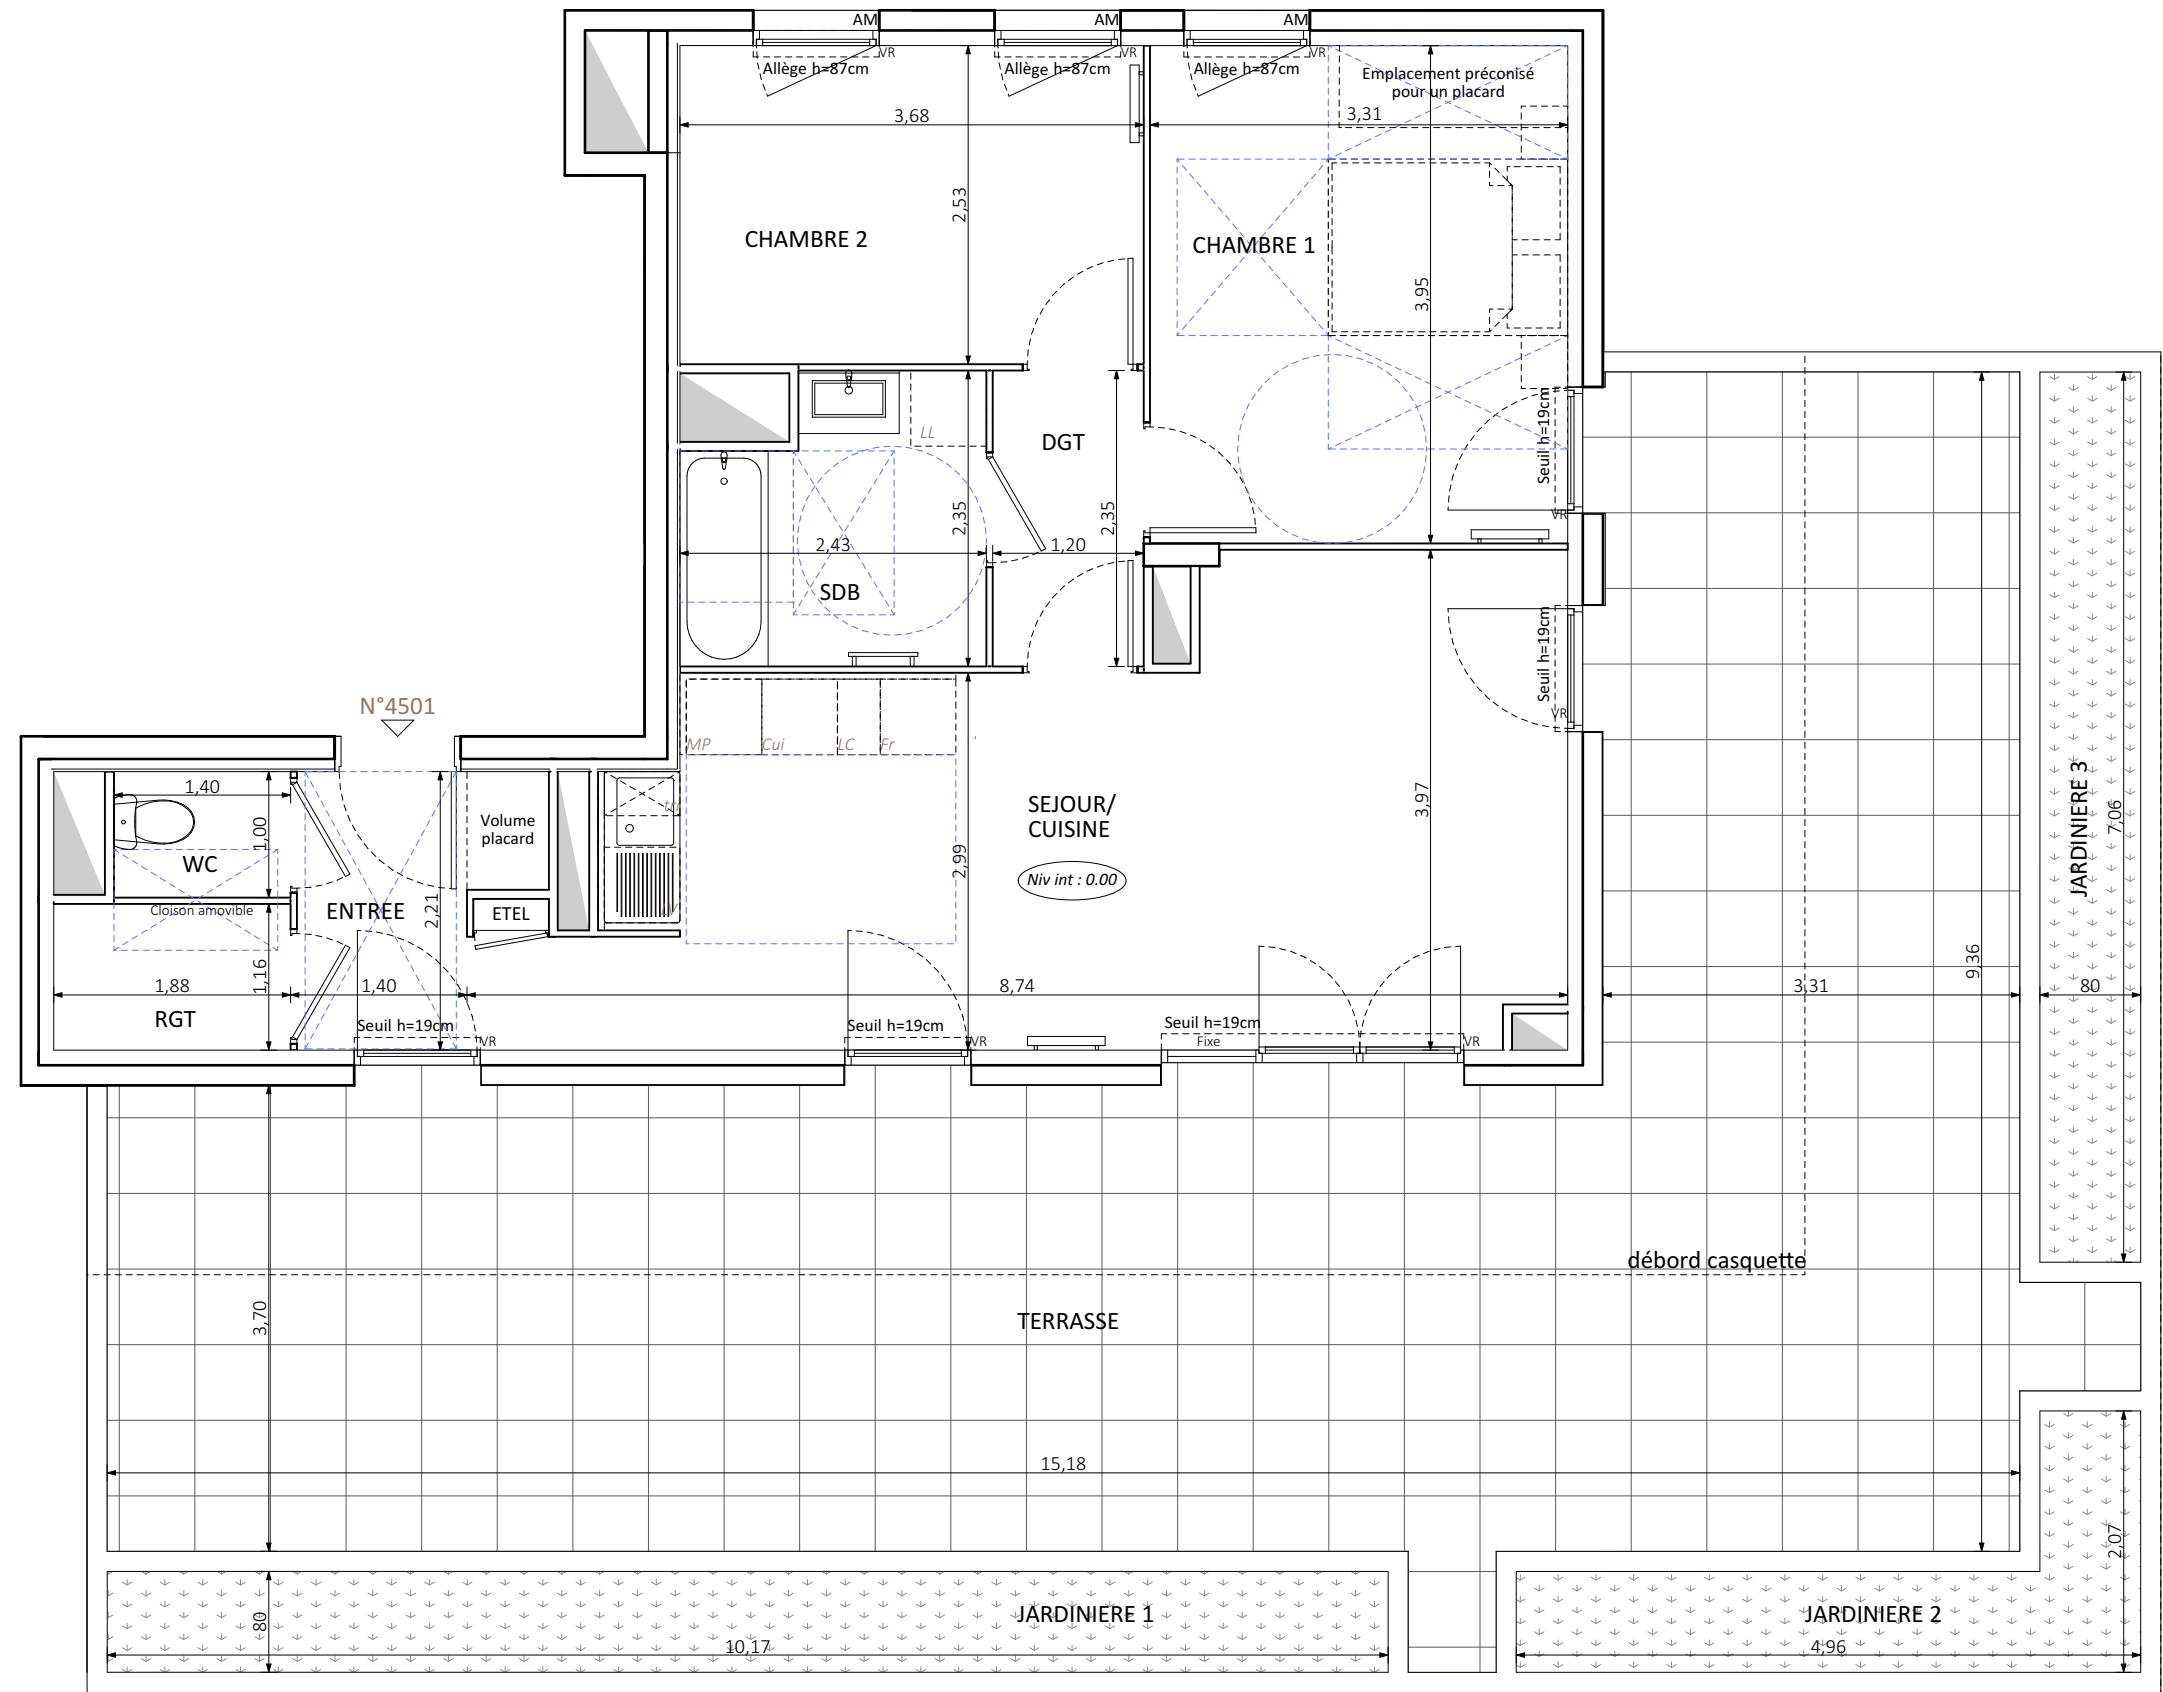 AM
AM
AM
VR
VR
VR
Allège h=87cm
Allège h=87cm
Allège h=87cm
Emplacement préconisé
pour un placard
3,68
3,31
2,53
CHAMBRE 2
CHAMBRE 1
3,95
Seuil h=19cm
LL
DGT
2,35
2,35
VR
2,43
1,20
SDB
Seuil h=19cm
N°4501
VR
MP
Cui
LC
Fr
1,40
tri
SEJOUR/
CUISINE
3,97
JARDINIERE 3
7,06
Volume
placard
1,00
WC
2,99
Niv int : 0.00
Cloison amovible
ENTREE
2,21
ETEL
LV
1,16
9,36
1,88
1,40
8,74
3,31
80
RGT
Seuil h=19cm
Seuil h=19cm
Seuil h=19cm
VR
VR
Fixe
VR
débord casquette
3,70
TERRASSE
15,18
2,07
80
JARDINIERE 1
JARDINIERE 2
10,17
4,96